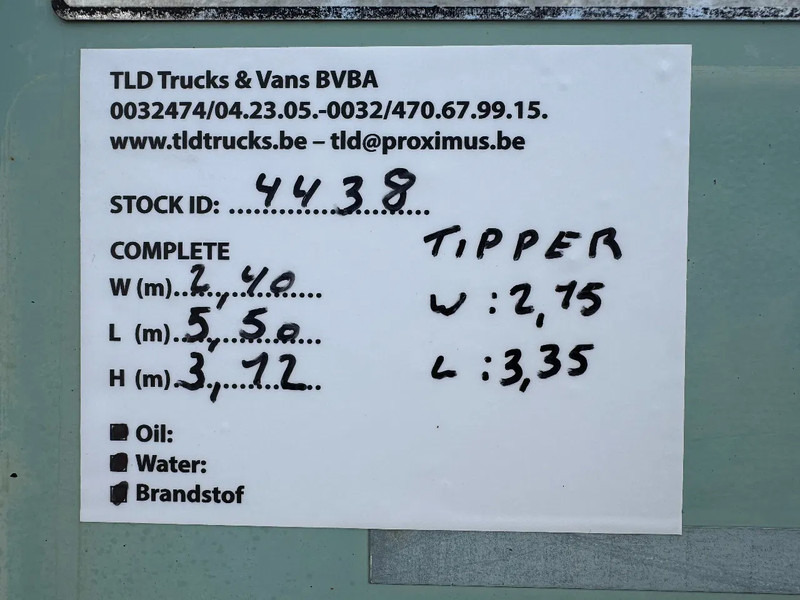 TLD Trucks & Vans BVBA
0032474/04.23.05.-0032/470.67.99.15.
www.tldtrucks.be – tld@proximus.be
STOCK ID: 4438
COMPLETE
W (m) 2,40
L (m) 5,50
H (m) 3,12
TIPPER
W : 2,15
L : 3,35
Oil:
Water:
Brandstof